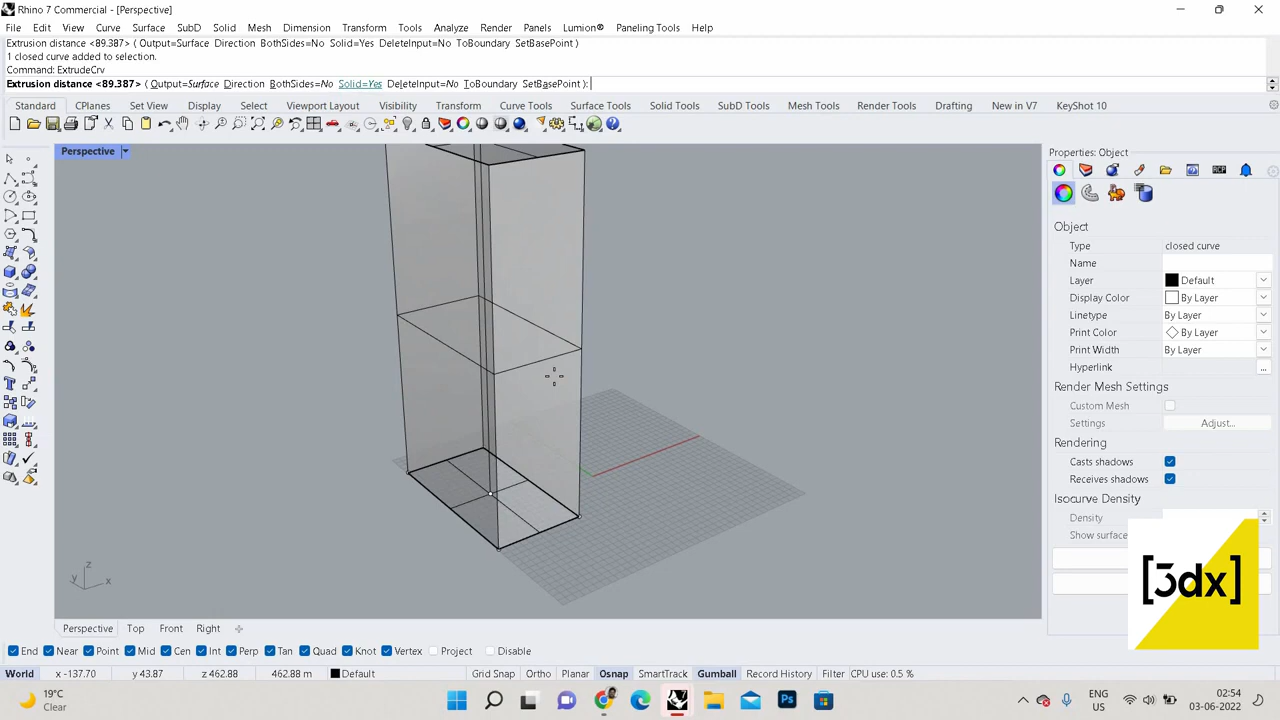 Rhino 7 Commercial - [Perspective]
File Edit View Curve Surface SubD Solid Mesh Dimension Transform Tools Analyze Render Panels Lumion® Paneling Tools Help
Extrusion distance <89.387> ( Output=Surface Direction BothSides=No Solid=Yes DeleteInput=No ToBoundary SetBasePoint )
1 closed curve added to selection.
Command: ExtrudeCrv
Extrusion distance <89.387> ( Output=Surface Direction BothSides=No Solid=Yes DeleteInput=No ToBoundary SetBasePoint ):
Standard CPlanes Set View Display Select Viewport Layout Visibility Transform Curve Tools Surface Tools Solid Tools SubD Tools Mesh Tools Render Tools Drafting New in V7 KeyShot 10
Perspective
Properties: Object
Object
Type closed curve
Name
Layer Default
Display Color By Layer
Linetype By Layer
Print Color By Layer
Print Width By Layer
Hyperlink ...
Render Mesh Settings
Custom Mesh
Settings Adjust...
Rendering
Casts shadows
Receives shadows
Isocurve Density
Density
Show surface
[3dx]
z
y x
Perspective Top Front Right
End Near Point Mid Cen Int Perp Tan Quad Knot Vertex Project Disable
World x -137.70 y 43.87 z 462.88 462.88 m Default Grid Snap Ortho Planar Osnap SmartTrack Gumball Record History Filter CPU use: 0.5 %
19°C
Clear
Ps
ENG
US
02:54
03-06-2022